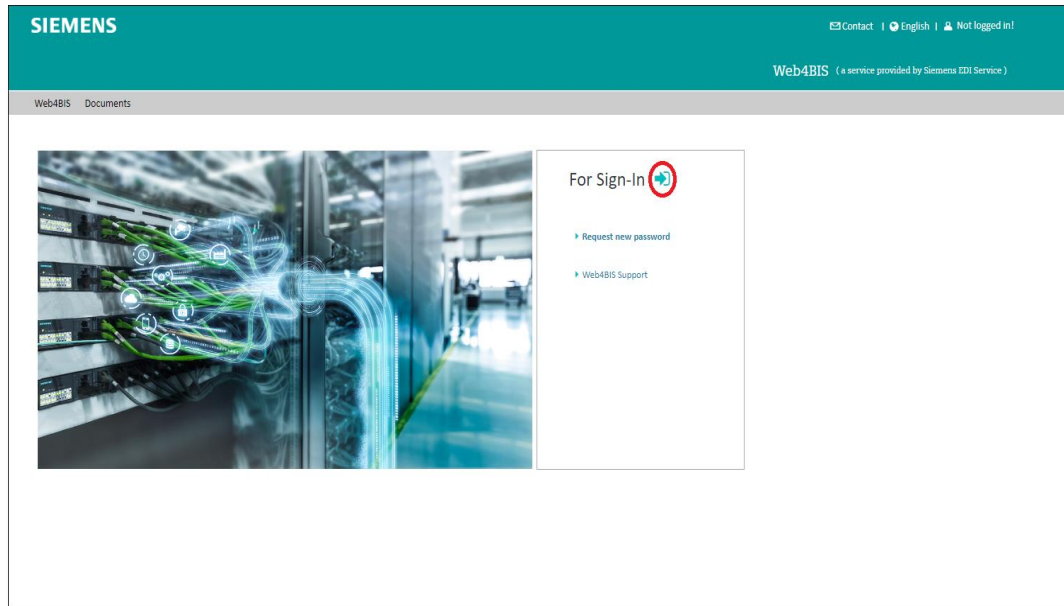 SIEMENS
Contact | English | Not logged in!
Web4BIS ( a service provided by Siemens EDI Service )
Web4BIS Documents
For Sign-In
Request new password
Web4BIS Support